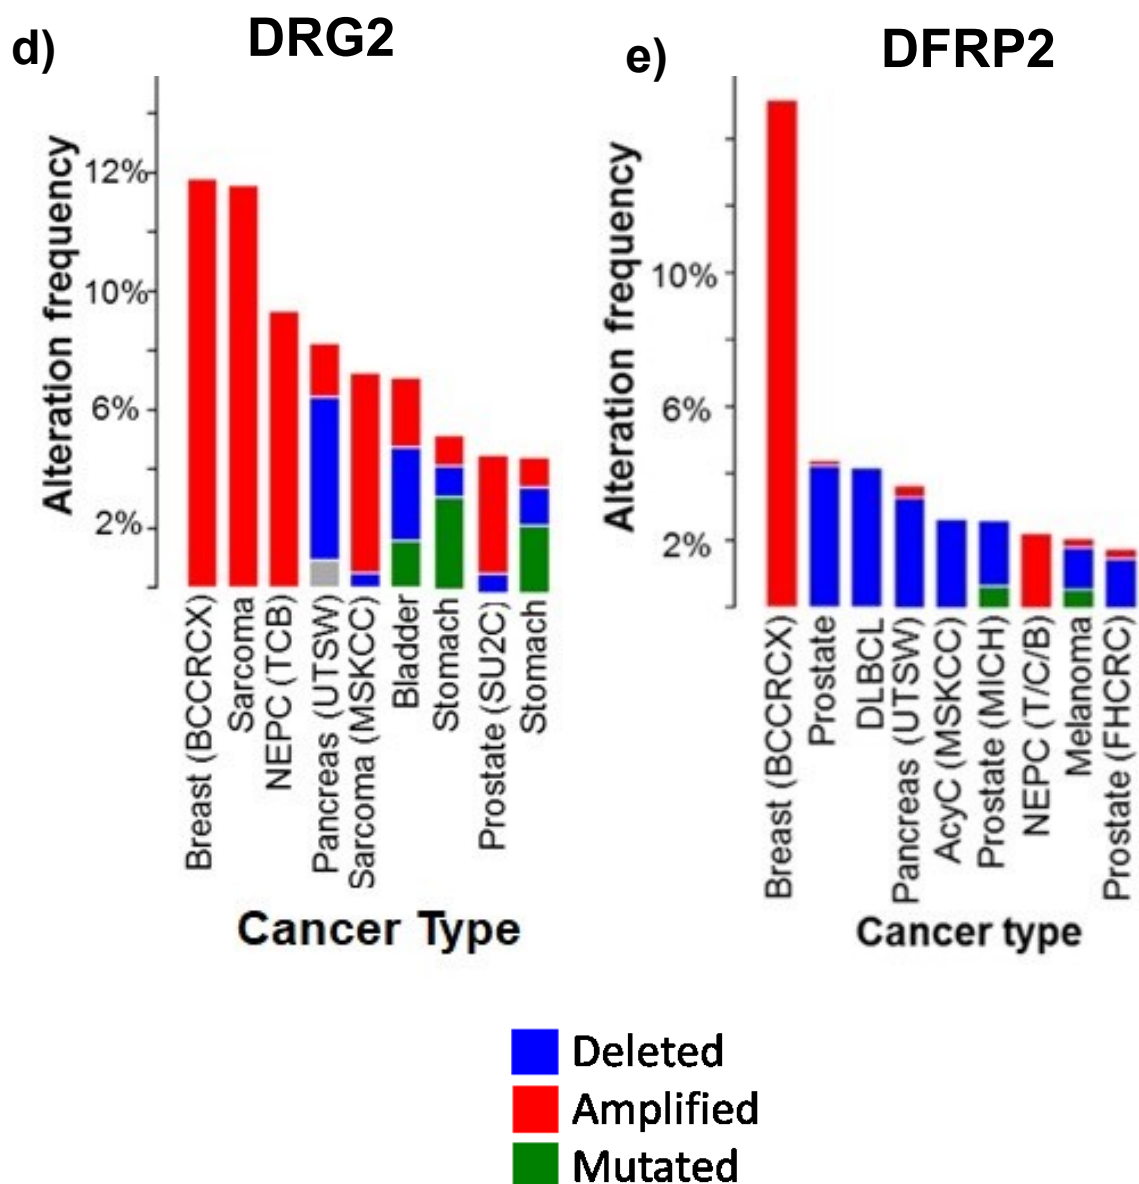 d)
DRG2
Alteration frequency
12%
10%
6%
2%
Breast (BCCRCX)
Sarcoma
NEPC (TCB)
Pancreas (UTSW)
Sarcoma (MSKCC)
Bladder
Stomach
Prostate (SU2C)
Stomach
Cancer Type
e)
DFRP2
Alteration frequency
10%
6%
2%
Breast (BCCRCX)
Prostate
DLBCL
Pancreas (UTSW)
AcyC (MSKCC)
Prostate (MICH)
NEPC (T/C/B)
Melanoma
Prostate (FHCRC)
Cancer type
Deleted
Amplified
Mutated